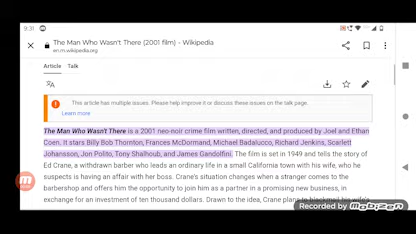 9:31
The Man Who Wasn't There (2001 film) - Wikipedia
en.m.wikipedia.org
Article Talk
This article has multiple issues. Please help improve it or discuss these issues on the talk page.
Learn more
The Man Who Wasn't There is a 2001 neo-noir crime film written, directed, and produced by Joel and Ethan
Coen. It stars Billy Bob Thornton, Frances McDormand, Michael Badalucco, Richard Jenkins, Scarlett
Johansson, Jon Polito, Tony Shalhoub, and James Gandolfini. The film is set in 1949 and tells the story of
Ed Crane, a withdrawn barber who leads an ordinary life in a small California town with his wife, who he
suspects is having an affair with her boss. Crane's situation changes when a stranger comes to the
barbershop and offers him the opportunity to join him as a partner in a promising new business, in
exchange for an investment of ten thousand dollars. Drawn to the idea, Crane plans to blackmail his wife's
Recorded by MOBIZEN